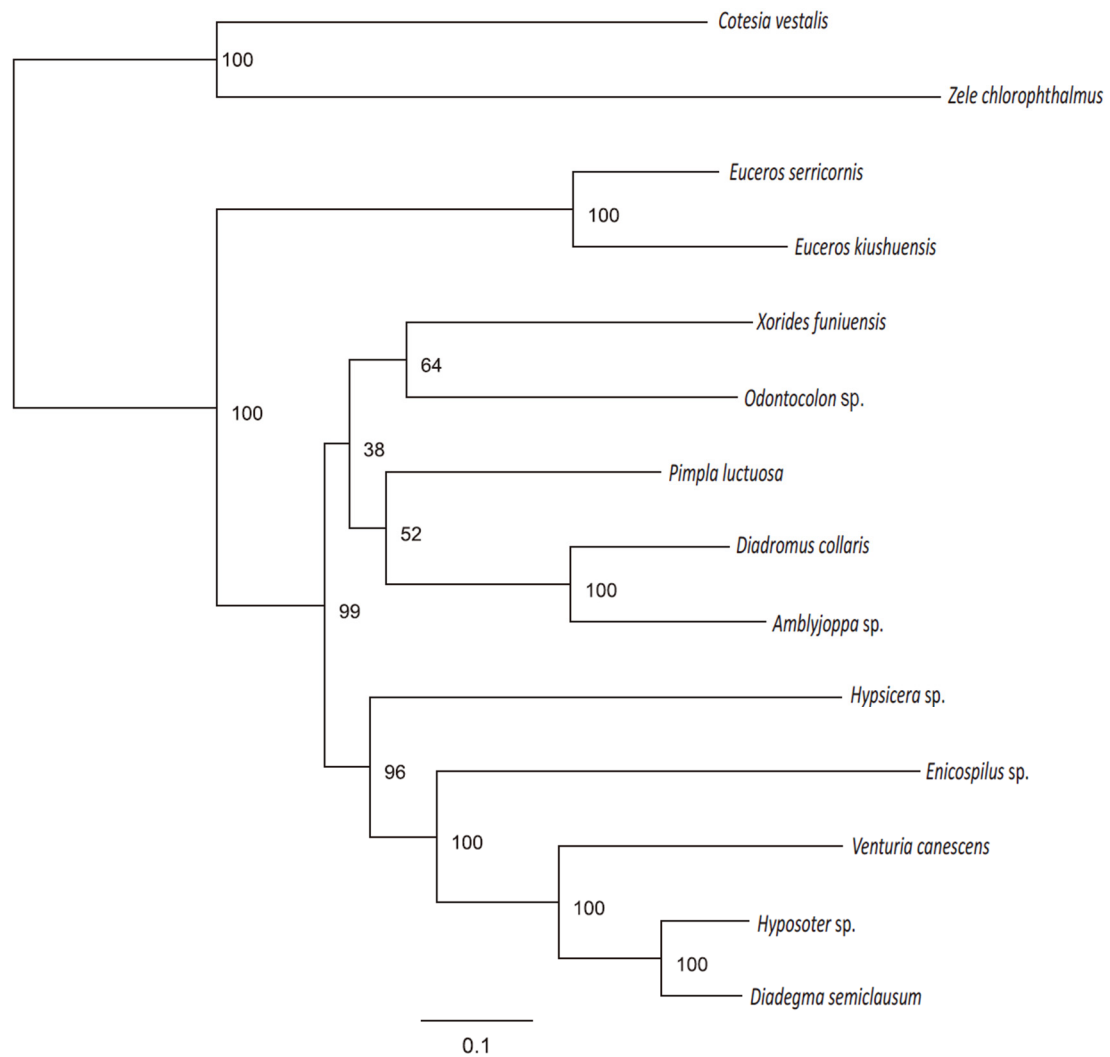 Cotesia vestalis
100
Zele chlorophthalmus
Euceros serricornis
100
Euceros kiushuensis
Xorides funiuensis
64
Odontocolon sp.
100
38
Pimpla luctuosa
52
Diadromus collaris
100
99
Amblyjoppa sp.
Hypsicera sp.
96
Enicospilus sp.
100
Venturia canescens
100
Hyposoter sp.
100
Diadegma semiclausum
0.1